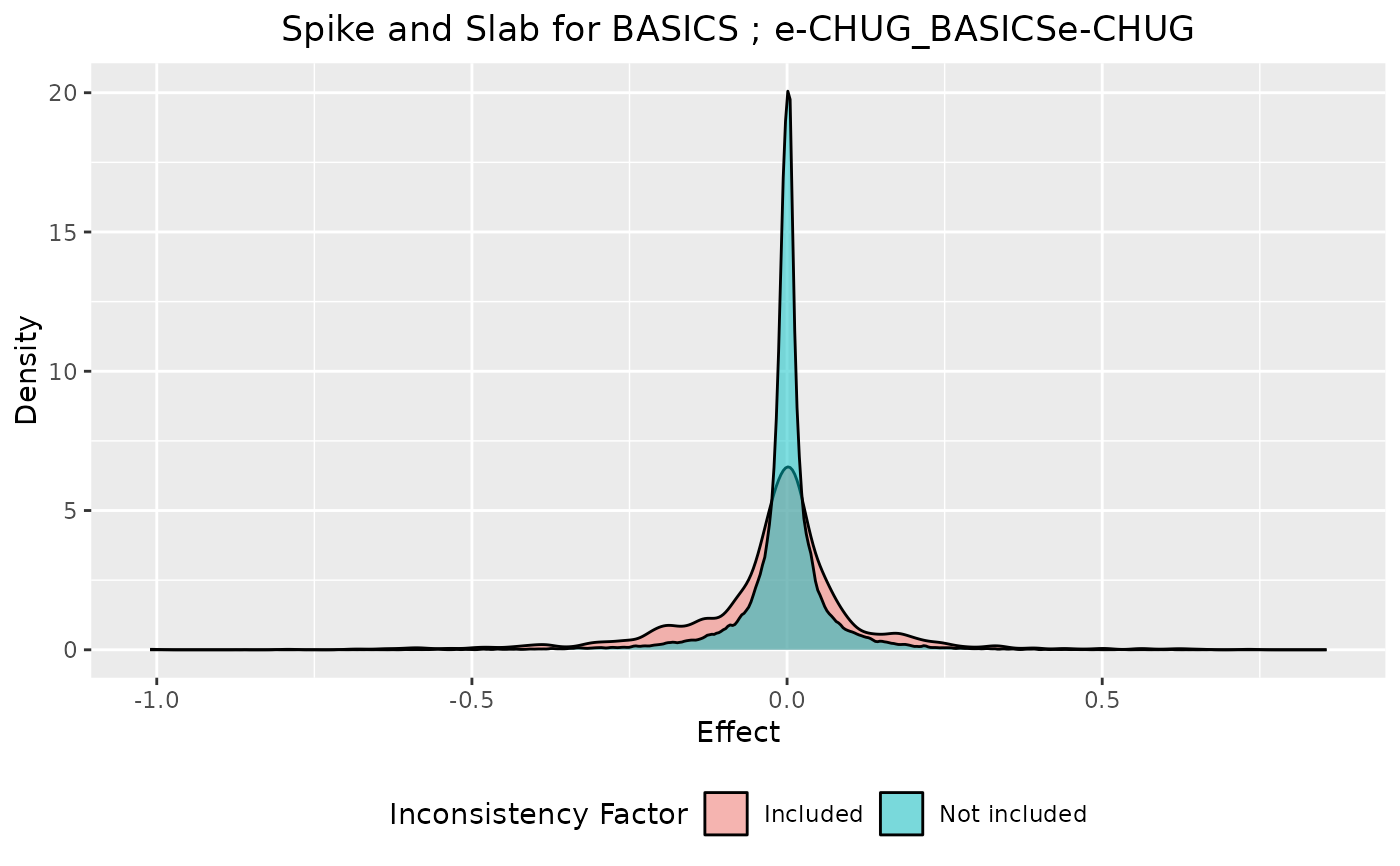 Spike and Slab for BASICS ; e-CHUG_BASICSe-CHUG
20
15
10
5
0
Density
-1.0 -0.5 0.0 0.5
Effect
Inconsistency Factor Included Not included